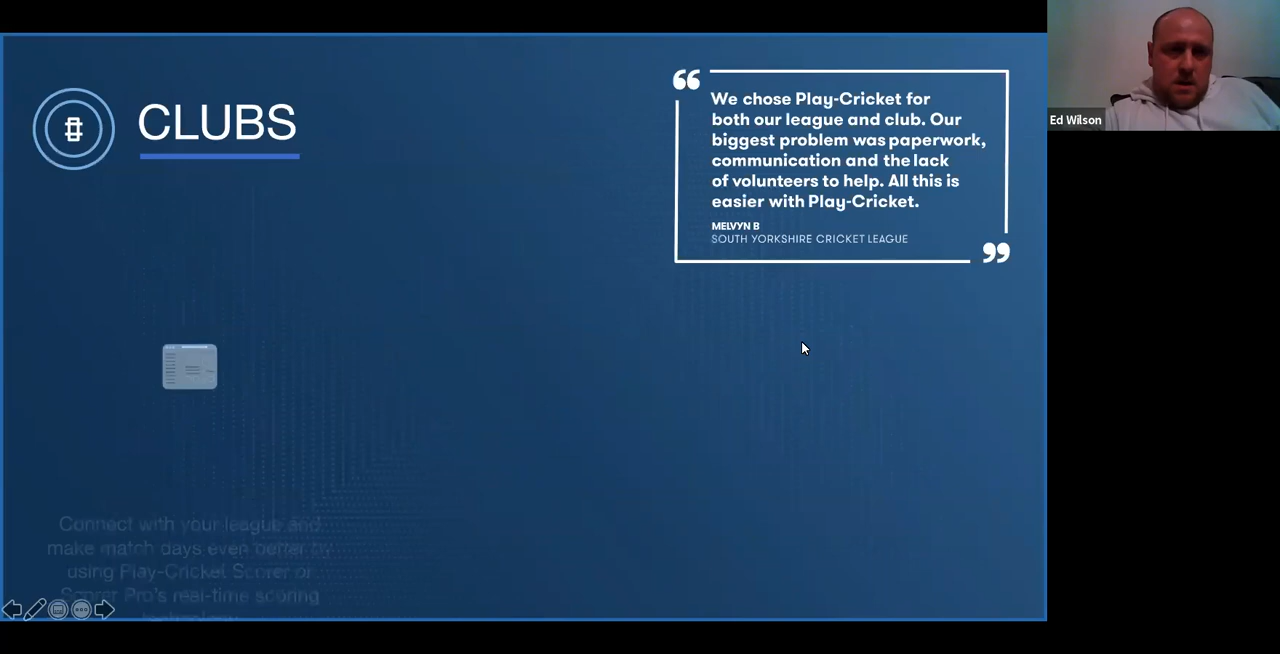 CLUBS
We chose Play-Cricket for
both our league and club. Our
biggest problem was paperwork,
communication and the lack
of volunteers to help. All this is
easier with Play-Cricket.
MELVYN B
SOUTH YORKSHIRE CRICKET LEAGUE
Ed Wilson
Connect with your league and
make match days even better by
using Play-Cricket Scorer or
Scorer Pro's real-time scoring
technology